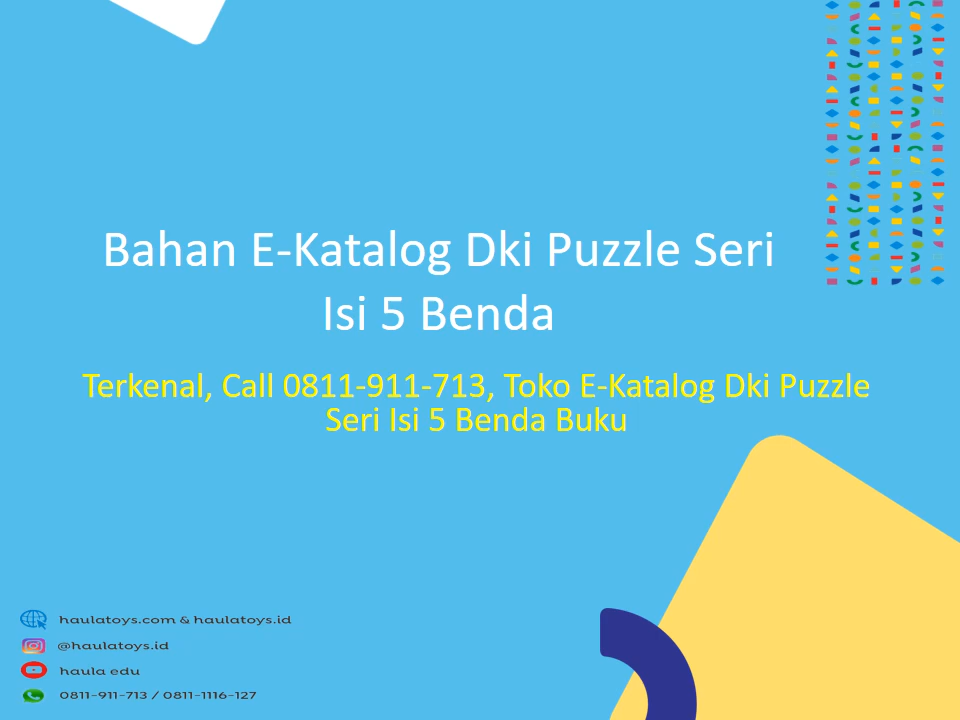 Bahan E-Katalog Dki Puzzle Seri
Isi 5 Benda
Terkenal, Call 0811-911-713, Toko E-Katalog Dki Puzzle
Seri Isi 5 Benda Buku
haulatoys.com & haulatoys.id
@haulatoys.id
haula edu
0811-911-713 / 0811-1116-127